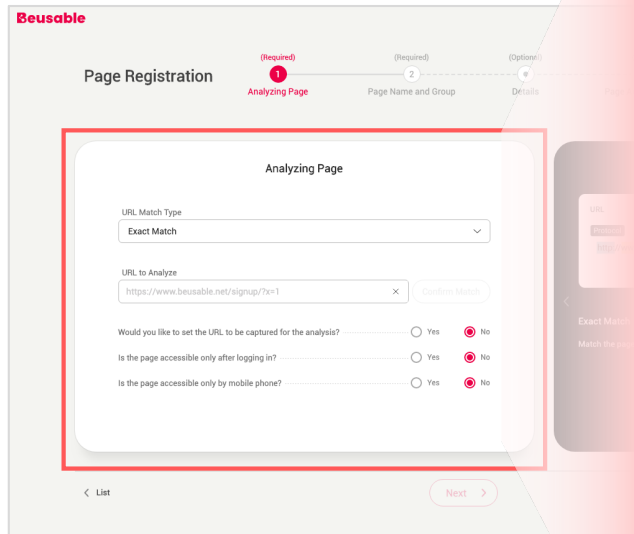 Beusable
(Required) (Required) (Optional)
Page Registration 1 2
Analyzing Page Page Name and Group Details
Analyzing Page
URL Match Type
Exact Match
URL to Analyze
https://www.beusable.net/signup/?x=1 Confirm Match
Would you like to set the URL to be captured for the analysis? Yes No
Is the page accessible only after logging in? Yes No
Is the page accessible only by mobile phone? Yes No
URL
Exact Match
Match the
List Next